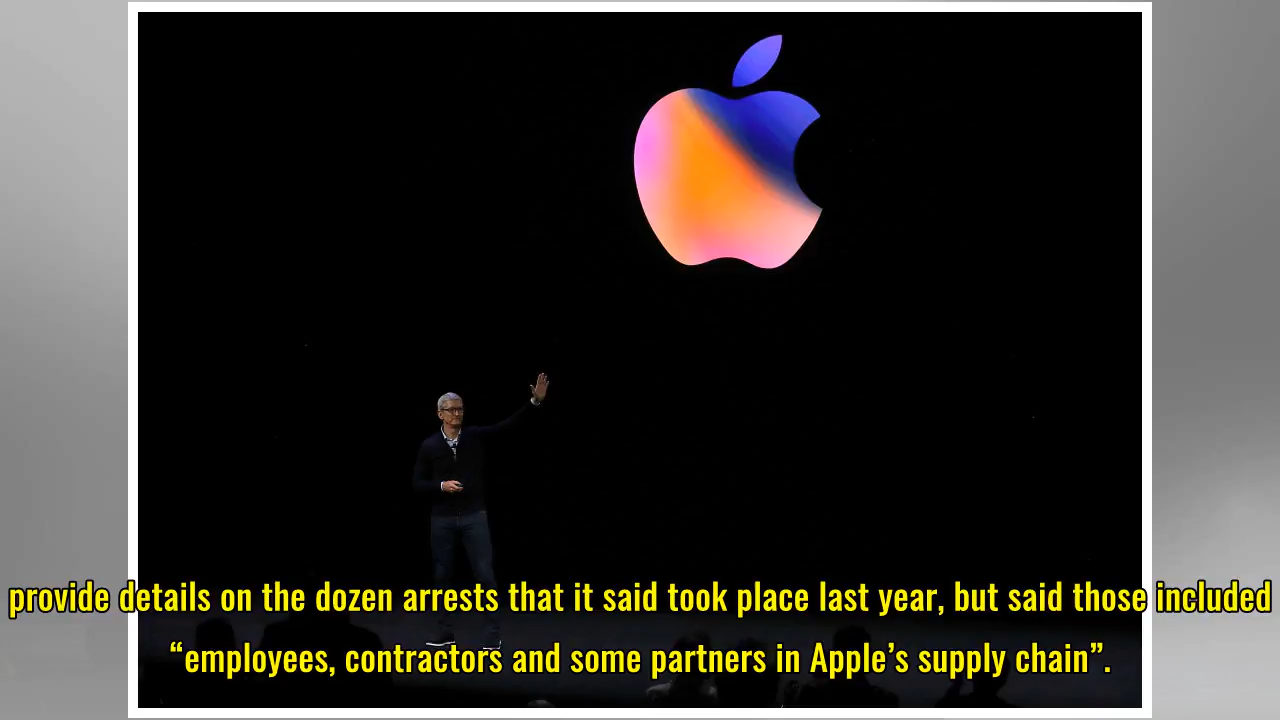 provide details on the dozen arrests that it said took place last year, but said those included
“employees, contractors and some partners in Apple’s supply chain”.